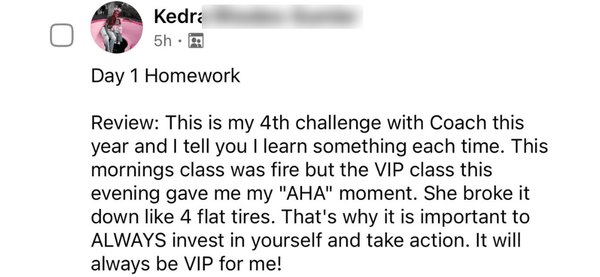 Kedra
5h ·
Day 1 Homework
Review: This is my 4th challenge with Coach this
year and I tell you I learn something each time. This
mornings class was fire but the VIP class this
evening gave me my "AHA" moment. She broke it
down like 4 flat tires. That's why it is important to
ALWAYS invest in yourself and take action. It will
always be VIP for me!